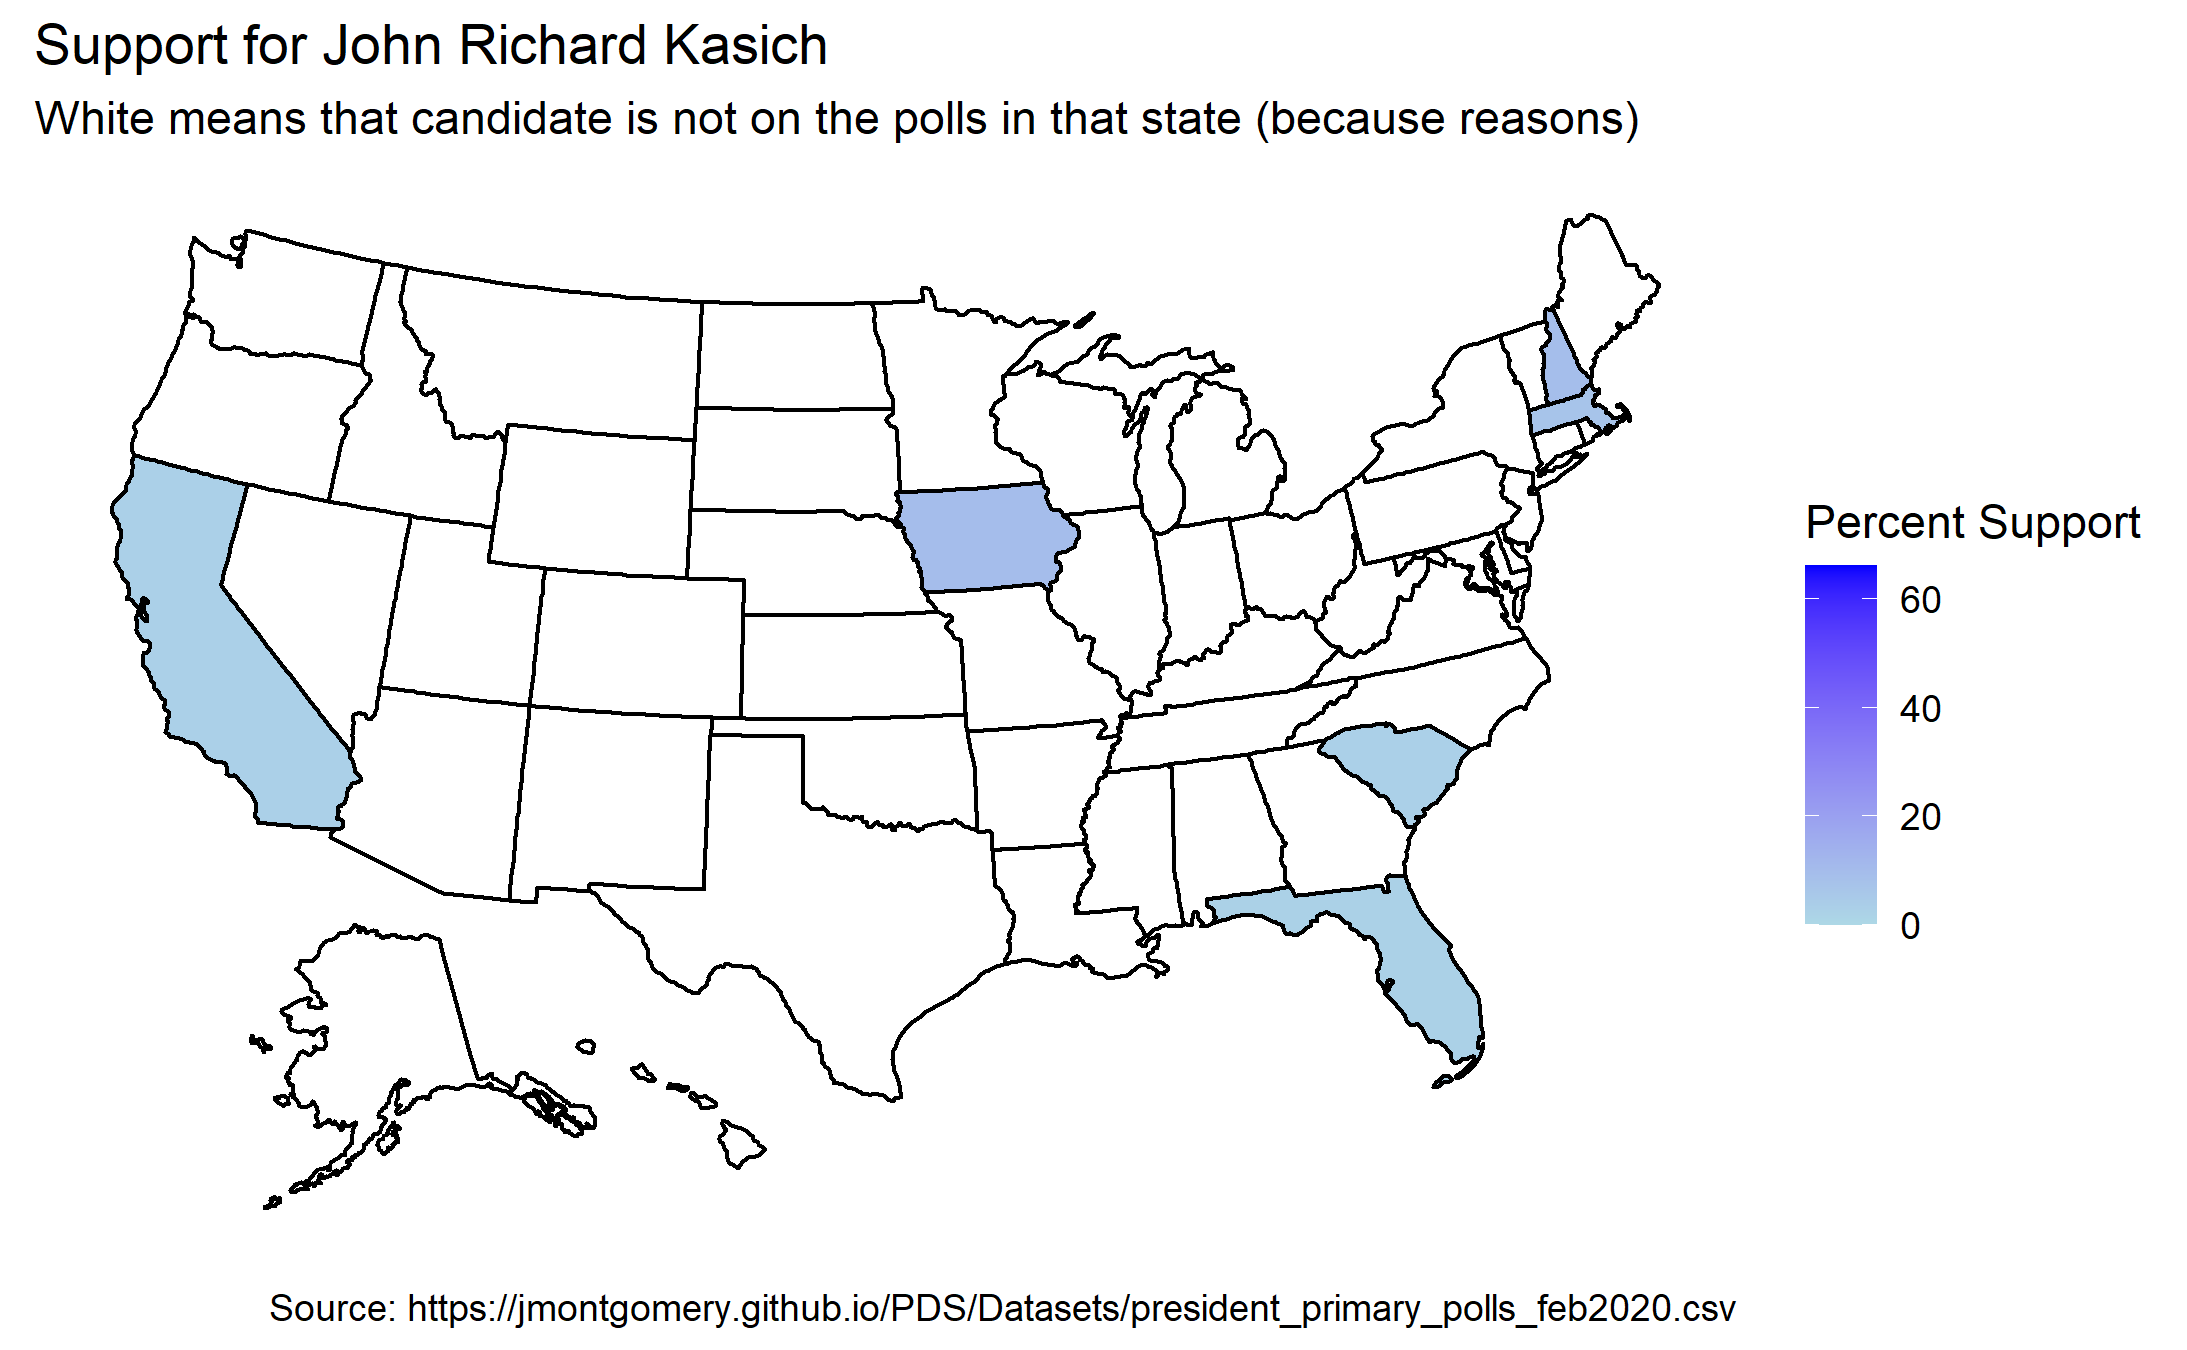 Support for John Richard Kasich
White means that candidate is not on the polls in that state (because reasons)
Percent Support
60
40
20
0
Source: https://jmontgomery.github.io/PDS/Datasets/president_primary_polls_feb2020.csv